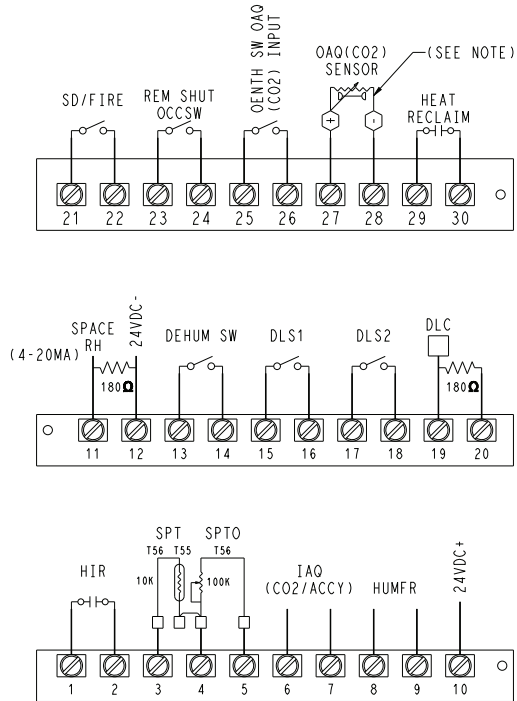 SD/FIRE
REM SHUT
OCCSW
OENTH SW OAQ
(CO2) INPUT
OAQ(CO2)
SENSOR
(SEE NOTE)
HEAT
RECLAIM
+
-
21 22 23 24 25 26 27 28 29 30
(4-20MA)
SPACE
RH
24VDC-
DEHUM SW
DLS1
DLS2
DLC
180Ω
180Ω
11 12 13 14 15 16 17 18 19 20
HIR
SPT
T56 T55
10K
SPTO
T56
100K
IAQ
(CO2/ACCY)
HUMFR
24VDC+
1 2 3 4 5 6 7 8 9 10